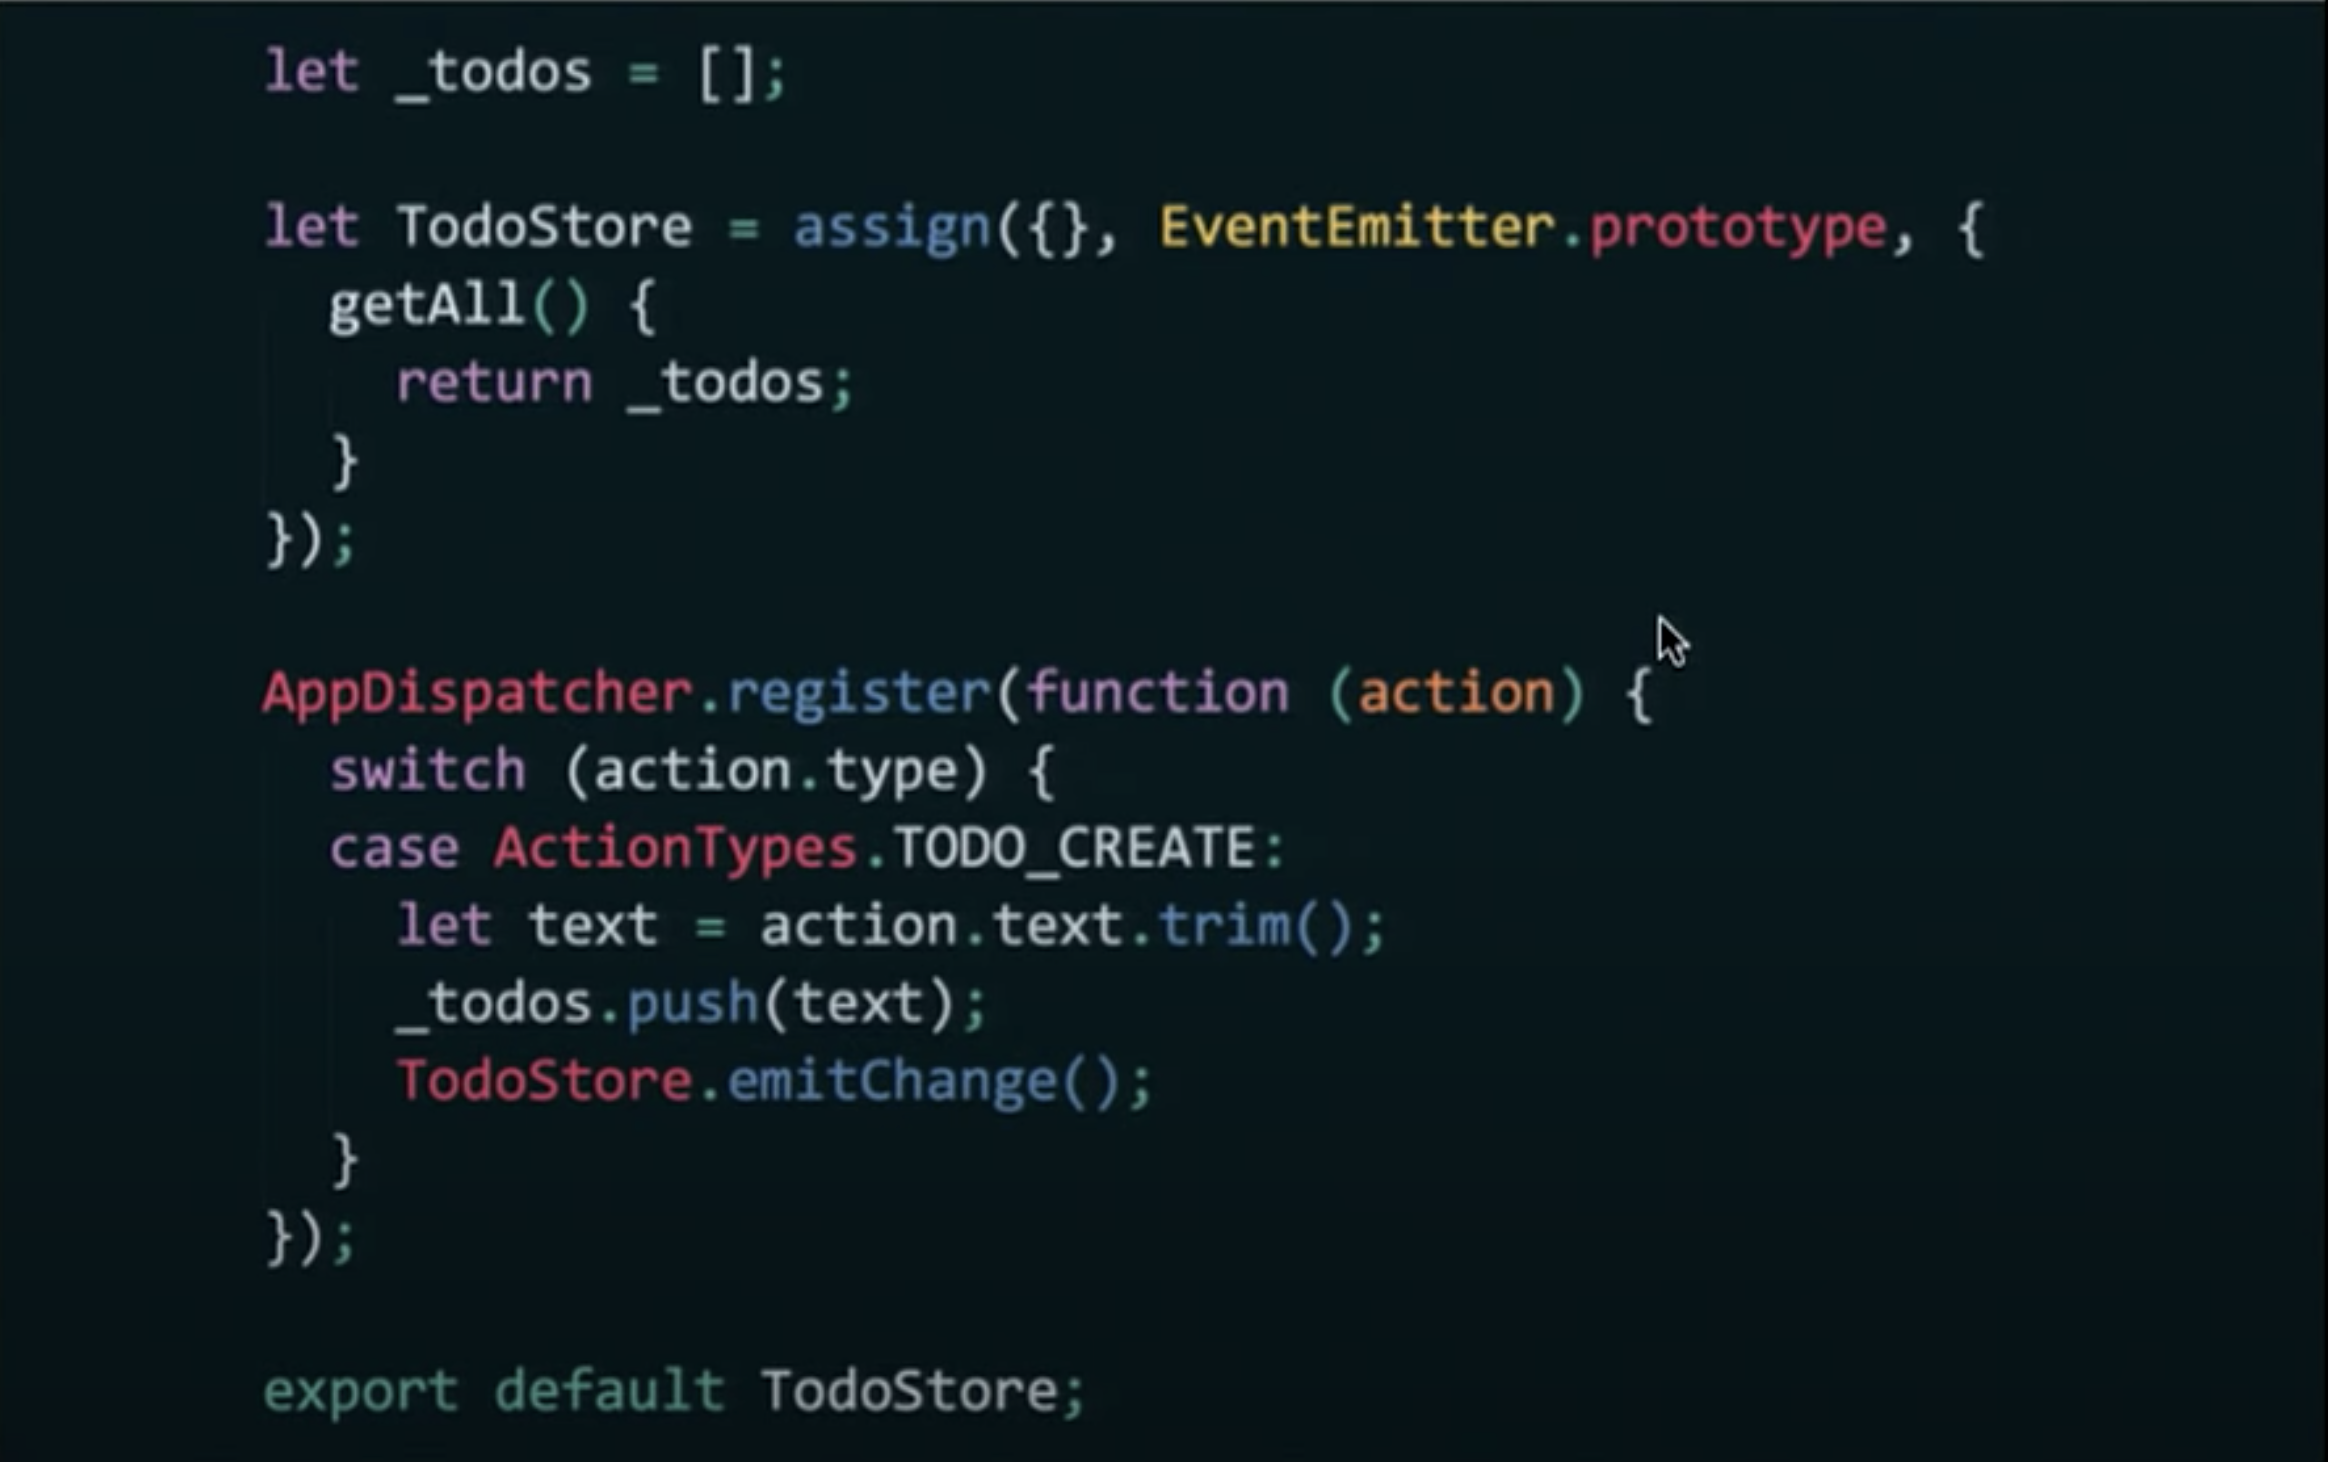 let _todos = [];
let TodoStore = assign({}, EventEmitter.prototype, {
  getAll() {
    return _todos;
  }
});
AppDispatcher.register(function (action) {
  switch (action.type) {
  case ActionTypes.TODO_CREATE:
    let text = action.text.trim();
    _todos.push(text);
    TodoStore.emitChange();
  }
});
export default TodoStore;